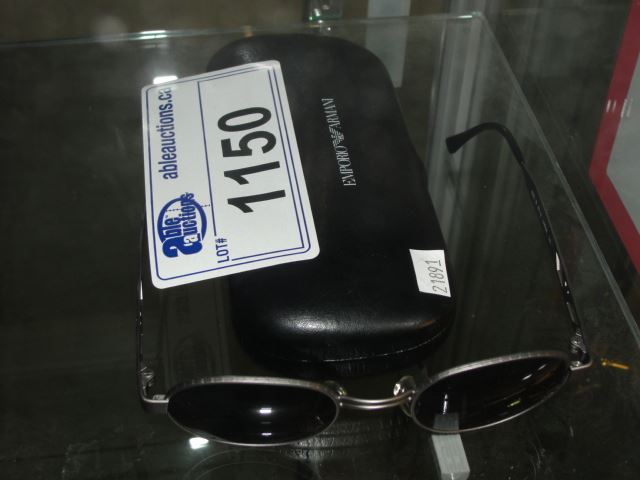 ableauctions.ca
able
auctions
LOT#
1150
EMPORIO ARMANI
21891